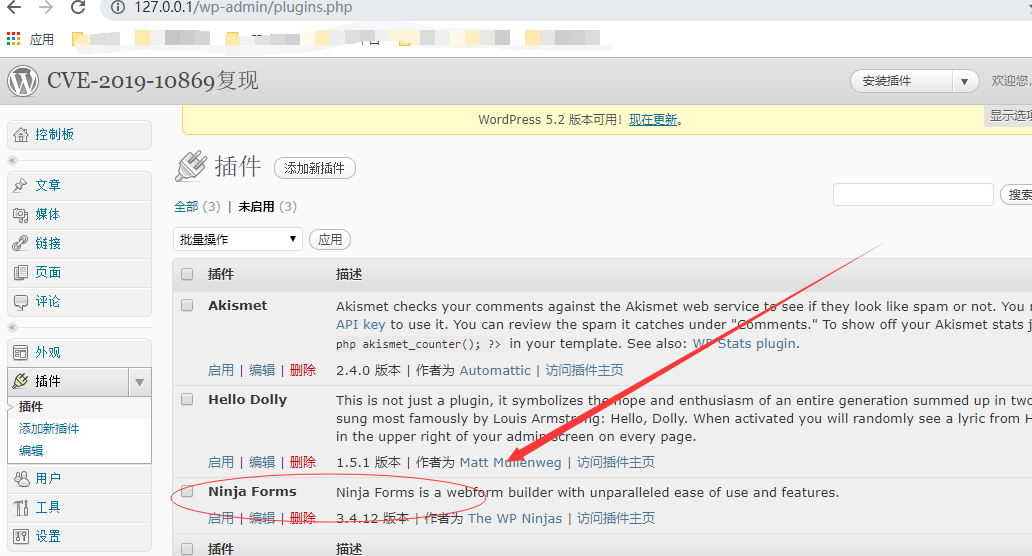 127.0.0.1/wp-admin/plugins.php
应用
CVE-2019-10869复现
安装插件
欢迎您,
WordPress 5.2 版本可用！现在更新。
显示选项
控制板
文章
媒体
链接
页面
评论
外观
插件
插件
添加新插件
编辑
用户
工具
设置
插件 添加新插件
全部 (3) | 未启用 (3)
搜索
批量操作 应用
插件 描述
Akismet
Akismet checks your comments against the Akismet web service to see if they look like spam or not. You
API key to use it. You can review the spam it catches under "Comments." To show off your Akismet stats
php akismet_counter(); ?> in your template. See also: WP Stats plugin.
启用 | 编辑 | 删除 2.4.0 版本 | 作者为 Automattic | 访问插件主页
Hello Dolly
This is not just a plugin, it symbolizes the hope and enthusiasm of an entire generation summed up in two
sung most famously by Louis Armstrong: Hello, Dolly. When activated you will randomly see a lyric from
in the upper right of your admin screen on every page.
启用 | 编辑 | 删除 1.5.1 版本 | 作者为 Matt Mullenweg | 访问插件主页
Ninja Forms
Ninja Forms is a webform builder with unparalleled ease of use and features.
启用 | 编辑 | 删除 3.4.12 版本 | 作者为 The WP Ninjas | 访问插件主页
插件 描述